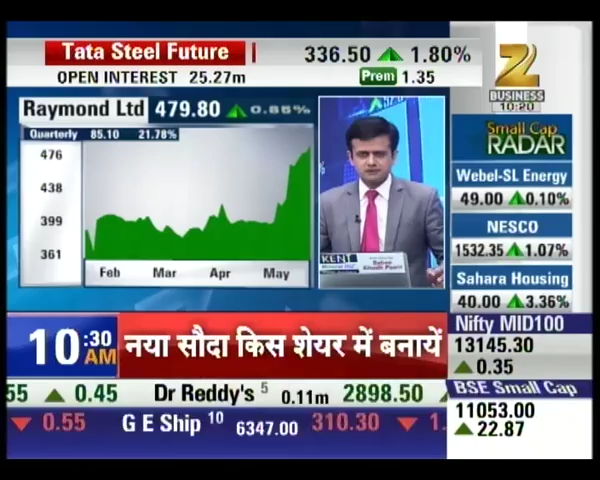 Tata Steel Future
336.50 1.80%
OPEN INTEREST 25.27m
Prem 1.35
Z
BUSINESS
10:20
Raymond Ltd 479.80 0.85%
Quarterly 85.10 21.78%
476
438
399
361
Feb Mar Apr May
KENT
Small Cap
RADAR
Webel-SL Energy
49.00 0.10%
NESCO
1532.35 1.07%
Sahara Housing
40.00 3.36%
Nifty MID100
13145.30
0.35
BSE Small Cap
11053.00
22.87
10:30 AM
नया सौदा किस शेयर में बनायें
55 0.45 Dr Reddy's 5 0.11m 2898.50
0.55 G E Ship 10 6347.00 310.30 1.